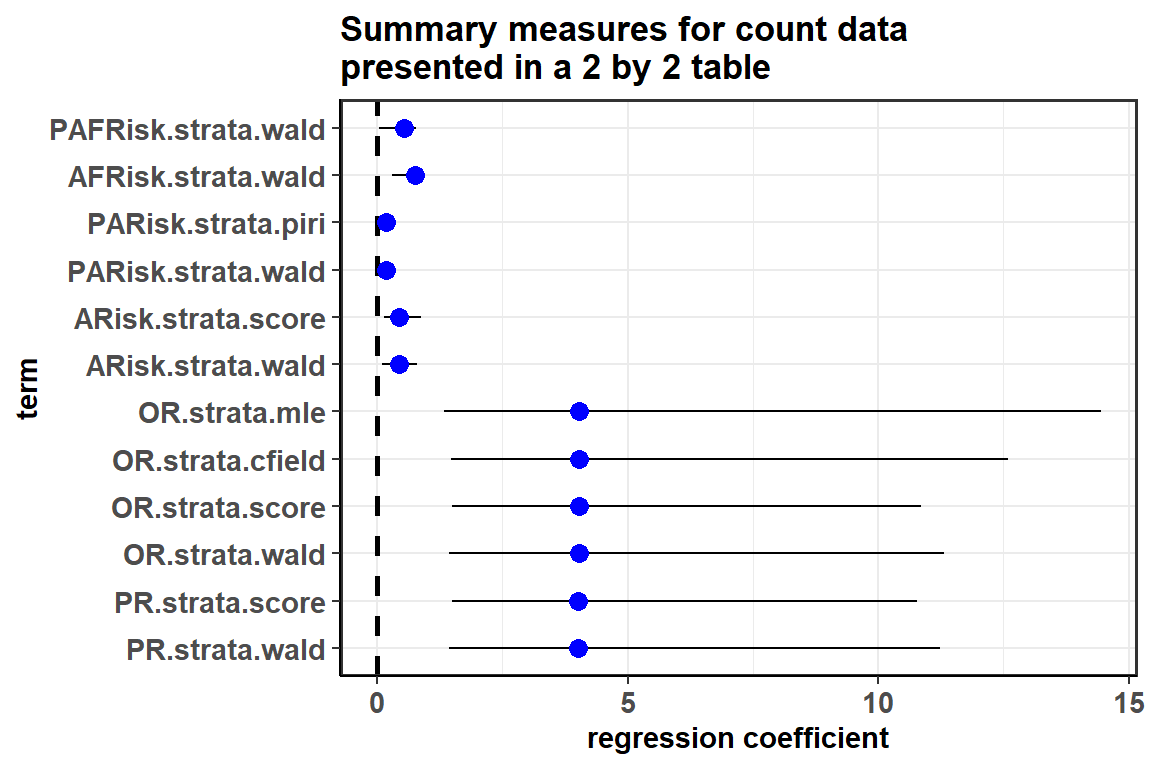 Summary measures for count data
presented in a 2 by 2 table
PAFRisk.strata.wald
AFRisk.strata.wald
PARisk.strata.piri
PARisk.strata.wald
ARisk.strata.score
ARisk.strata.wald
OR.strata.mle
OR.strata.cfield
OR.strata.score
OR.strata.wald
PR.strata.score
PR.strata.wald
term
0 5 10 15
regression coefficient